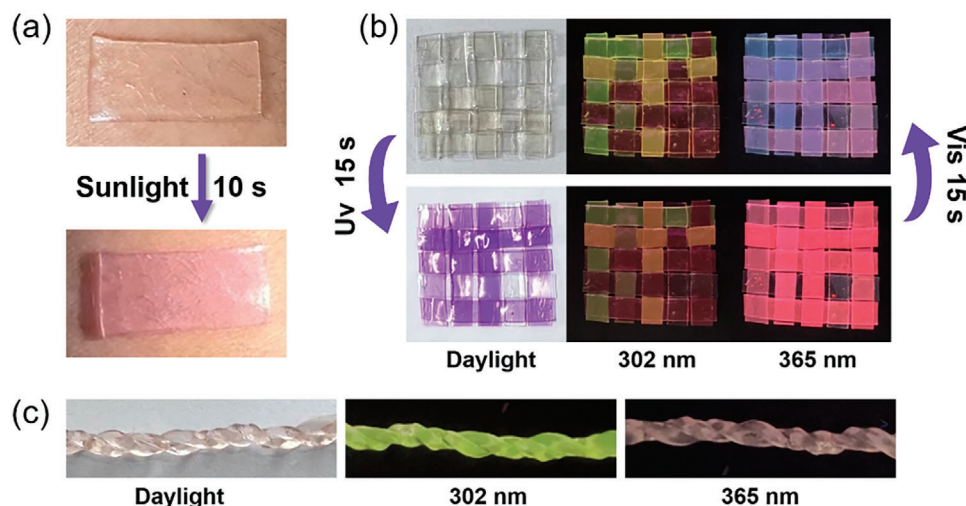 (a)
Sunlight 10 s
(b)
Uv 15 s
Vis 15 s
Daylight 302 nm 365 nm
(c)
Daylight 302 nm 365 nm